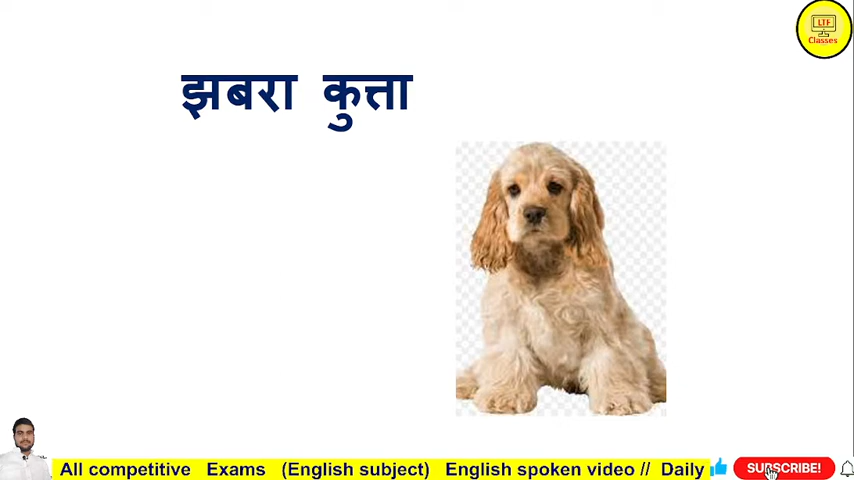 LTF
Classes
झबरा कुत्ता
All competitive Exams (English subject) English spoken video // Daily
SUBSCRIBE!